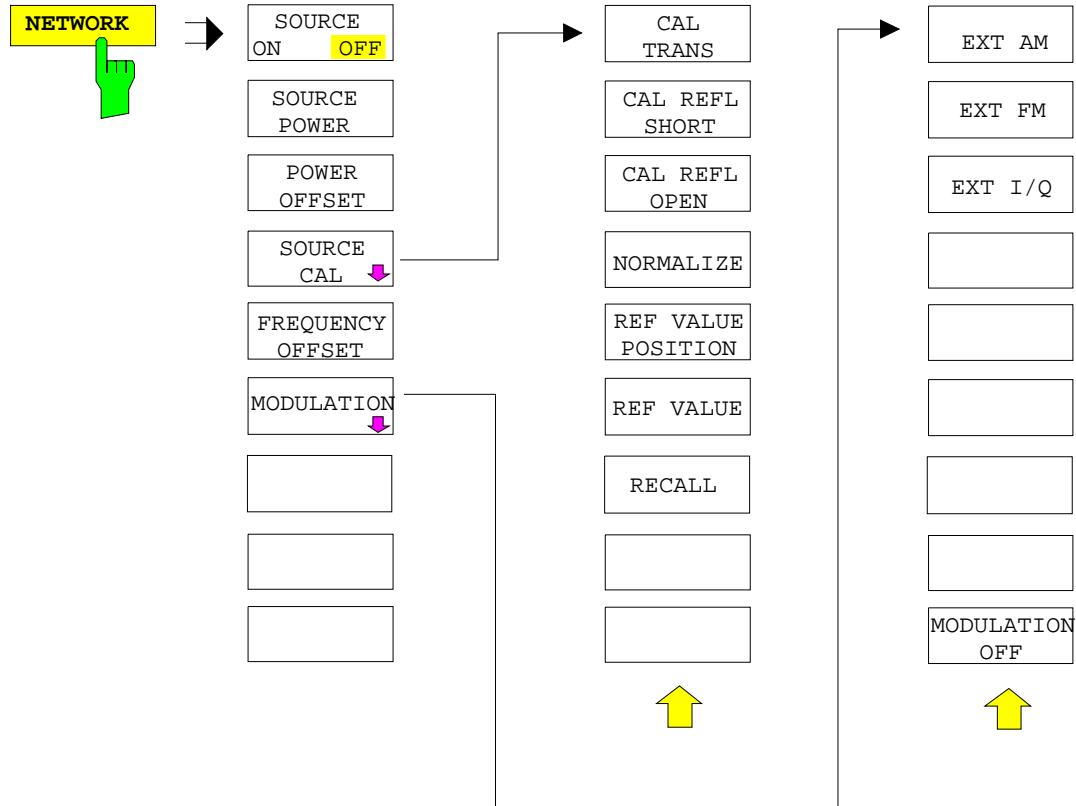 NETWORK
SOURCE
ON OFF
SOURCE
POWER
POWER
OFFSET
SOURCE
CAL
FREQUENCY
OFFSET
MODULATION
CAL
TRANS
CAL REFL
SHORT
CAL REFL
OPEN
NORMALIZE
REF VALUE
POSITION
REF VALUE
RECALL
EXT AM
EXT FM
EXT I/Q
MODULATION
OFF